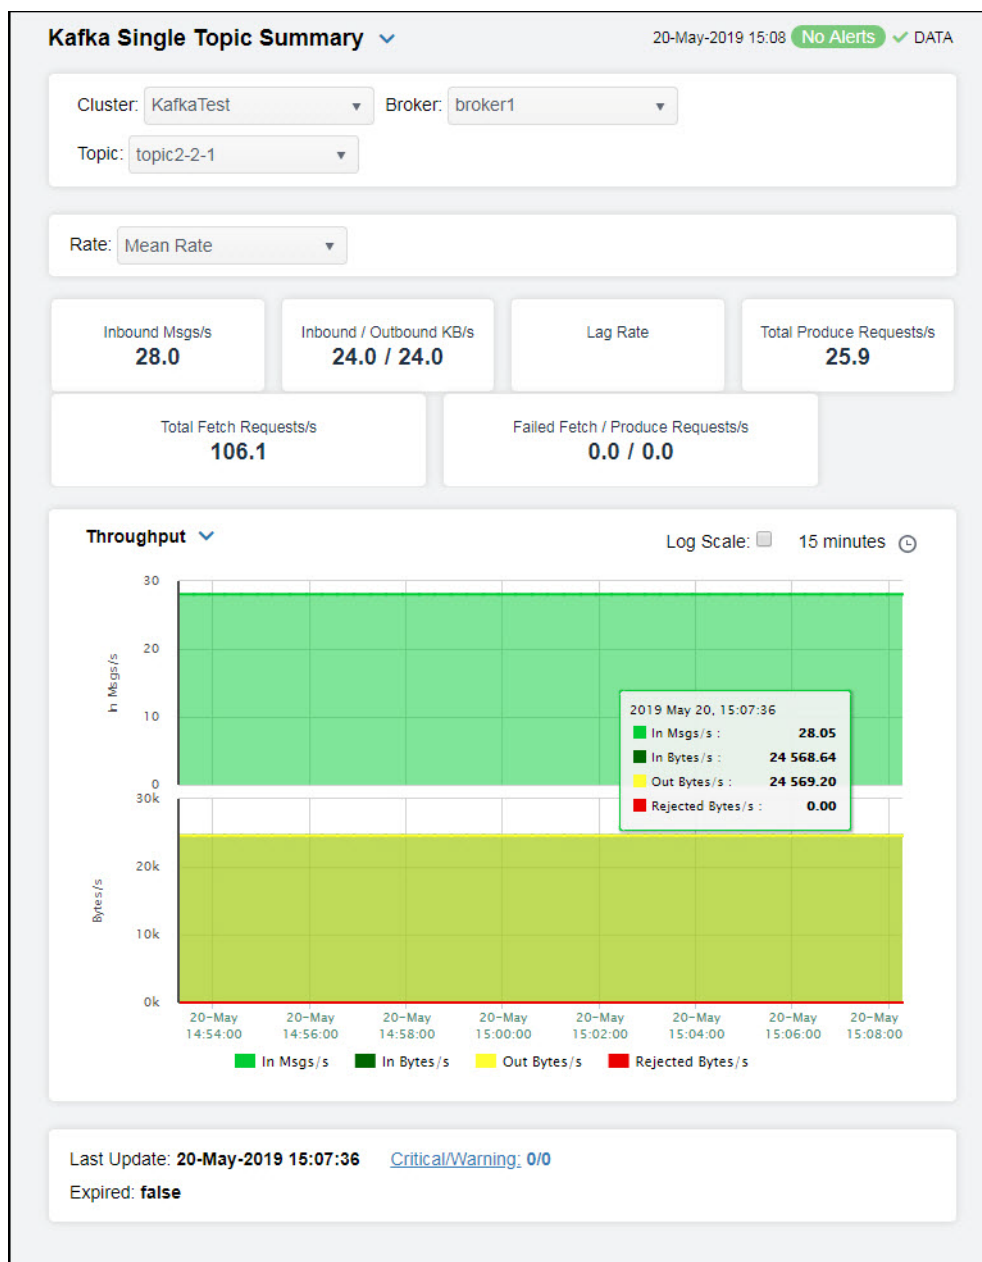 Kafka Single Topic Summary 20-May-2019 15:08 No Alerts DATA
Cluster: KafkaTest Broker: broker1
Topic: topic2-2-1
Rate: Mean Rate
Inbound Msgs/s Inbound / Outbound KB/s Lag Rate Total Produce Requests/s
28.0 24.0 / 24.0 25.9
Total Fetch Requests/s Failed Fetch / Produce Requests/s
106.1 0.0 / 0.0
Throughput Log Scale: 15 minutes
30
20
10
0
In Msgs/s
2019 May 20, 15:07:36
In Msgs/s : 28.05
In Bytes/s : 24 568.64
Out Bytes/s : 24 569.20
Rejected Bytes/s : 0.00
30k
20k
10k
0k
Bytes/s
20-May 20-May 20-May 20-May 20-May 20-May 20-May 20-May
14:54:00 14:56:00 14:58:00 15:00:00 15:02:00 15:04:00 15:06:00 15:08:00
In Msgs/s In Bytes/s Out Bytes/s Rejected Bytes/s
Last Update: 20-May-2019 15:07:36 Critical/Warning: 0/0
Expired: false